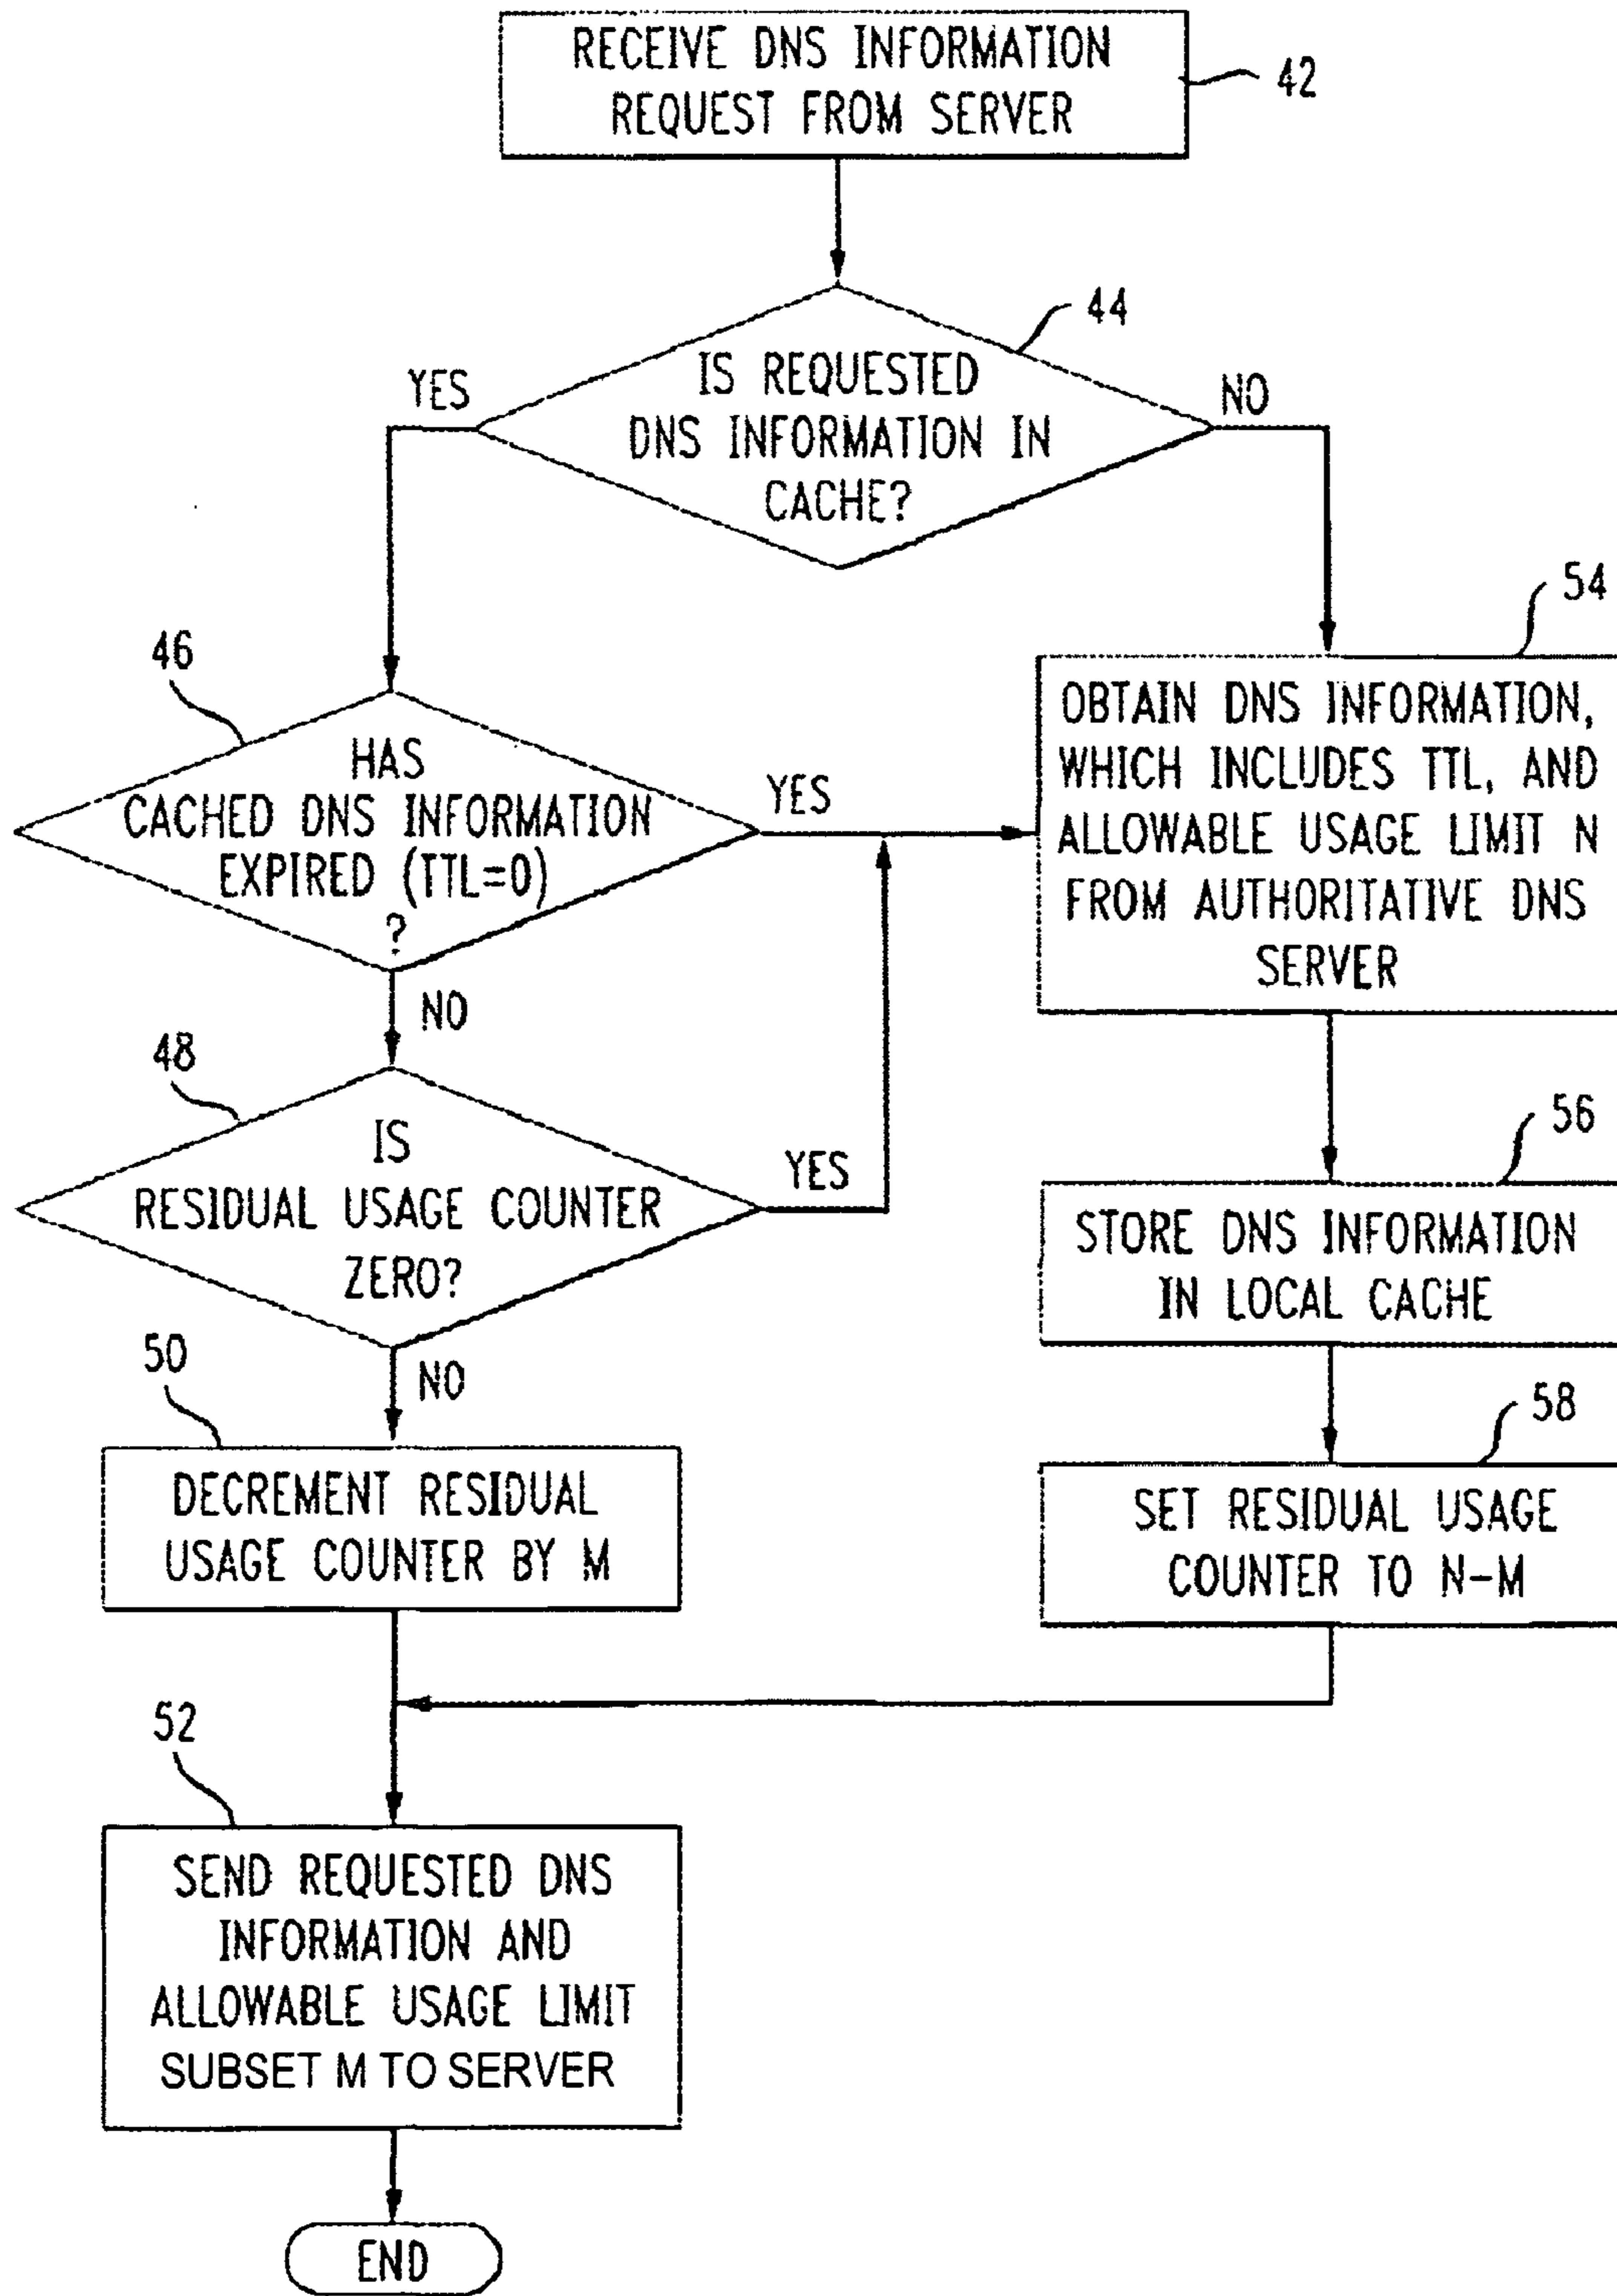 RECEIVE DNS INFORMATION
REQUEST FROM SERVER
42
44
IS REQUESTED
DNS INFORMATION IN
CACHE?
YES
NO
54
46
HAS
CACHED DNS INFORMATION
EXPIRED (TTL=0)
?
YES
NO
OBTAIN DNS INFORMATION,
WHICH INCLUDES TTL, AND
ALLOWABLE USAGE LIMIT N
FROM AUTHORITATIVE DNS
SERVER
48
IS
RESIDUAL USAGE COUNTER
ZERO?
YES
NO
56
STORE DNS INFORMATION
IN LOCAL CACHE
50
DECREMENT RESIDUAL
USAGE COUNTER BY M
58
SET RESIDUAL USAGE
COUNTER TO N-M
52
SEND REQUESTED DNS
INFORMATION AND
ALLOWABLE USAGE LIMIT
SUBSET M TO SERVER
END